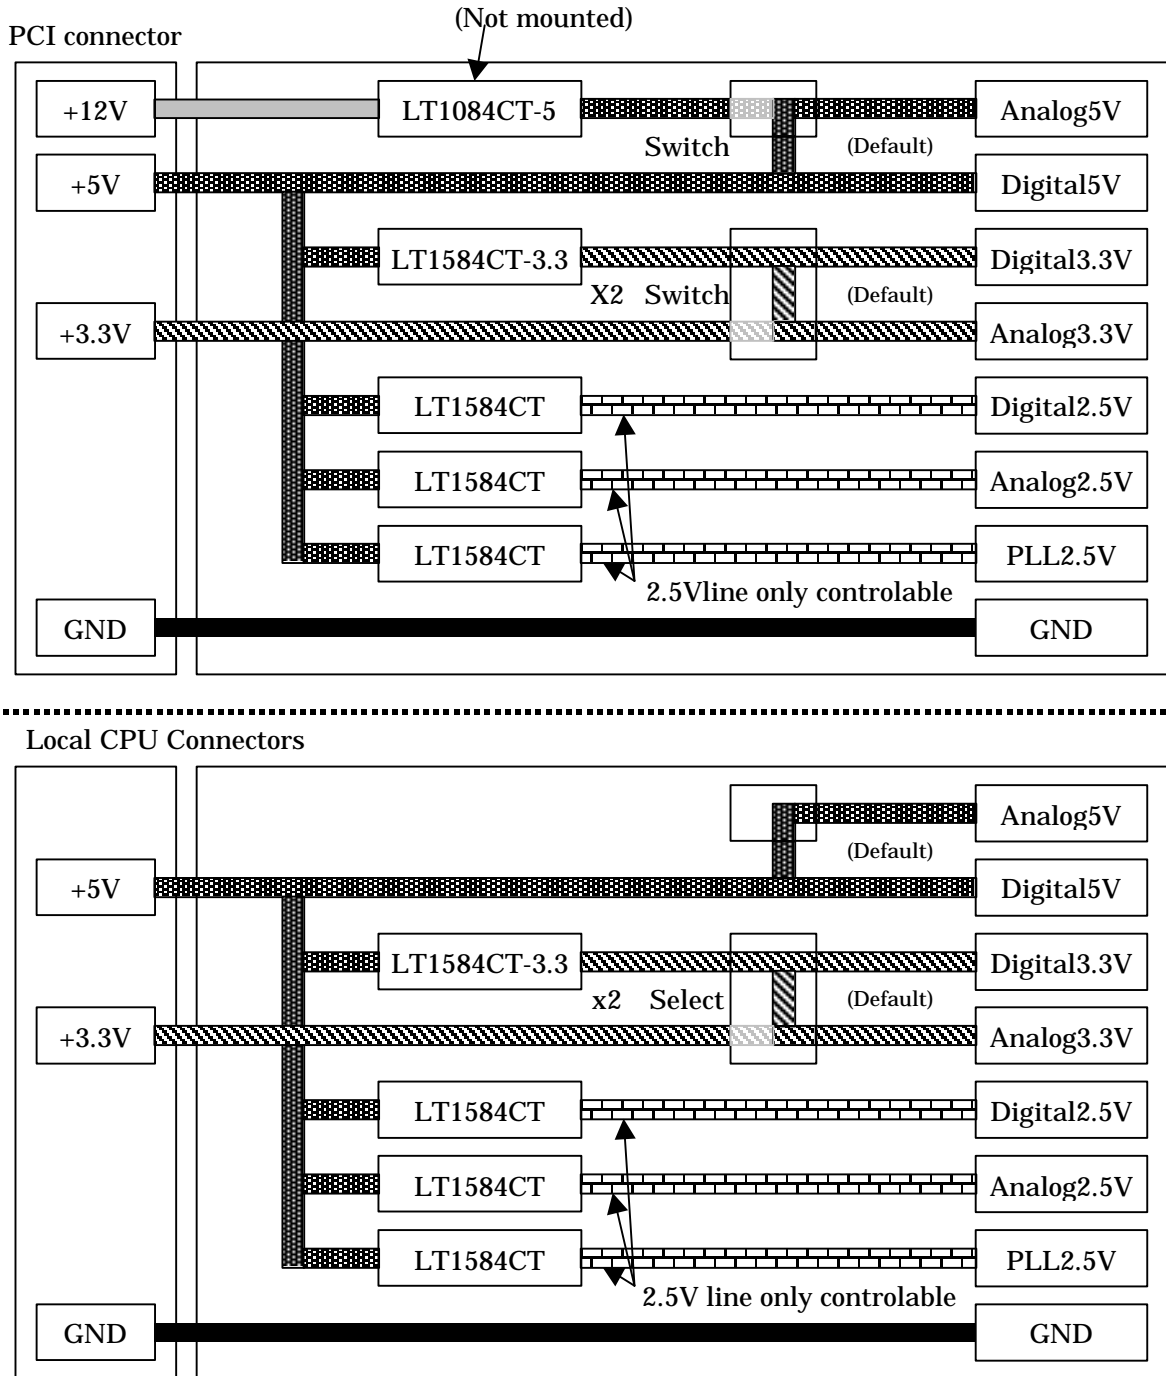 (Not mounted)
PCI connector
+12V
LT1084CT-5
Analog5V
Switch
(Default)
+5V
Digital5V
LT1584CT-3.3
Digital3.3V
X2 Switch
(Default)
+3.3V
Analog3.3V
LT1584CT
Digital2.5V
LT1584CT
Analog2.5V
LT1584CT
PLL2.5V
2.5Vline only controlable
GND
GND
Local CPU Connectors
Analog5V
(Default)
+5V
Digital5V
LT1584CT-3.3
Digital3.3V
x2 Select
(Default)
+3.3V
Analog3.3V
LT1584CT
Digital2.5V
LT1584CT
Analog2.5V
LT1584CT
PLL2.5V
2.5V line only controlable
GND
GND